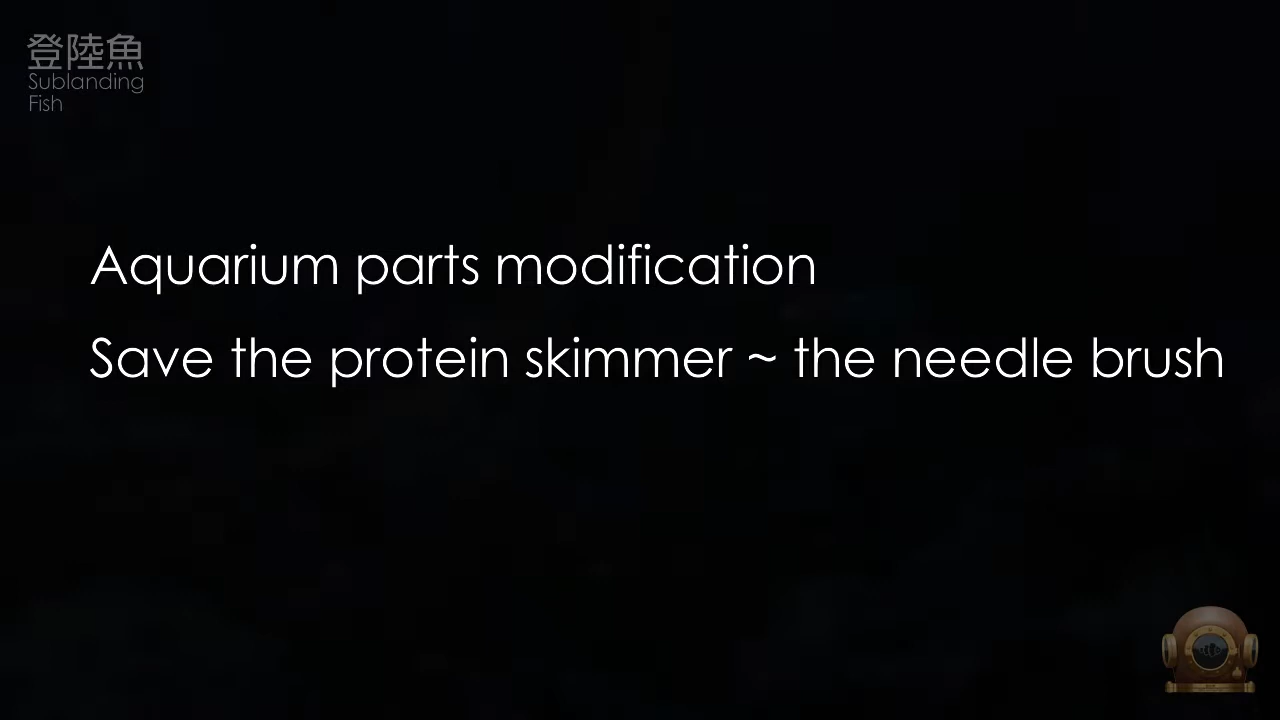 登陸魚
Sublanding
Fish
Aquarium parts modification
Save the protein skimmer ~ the needle brush